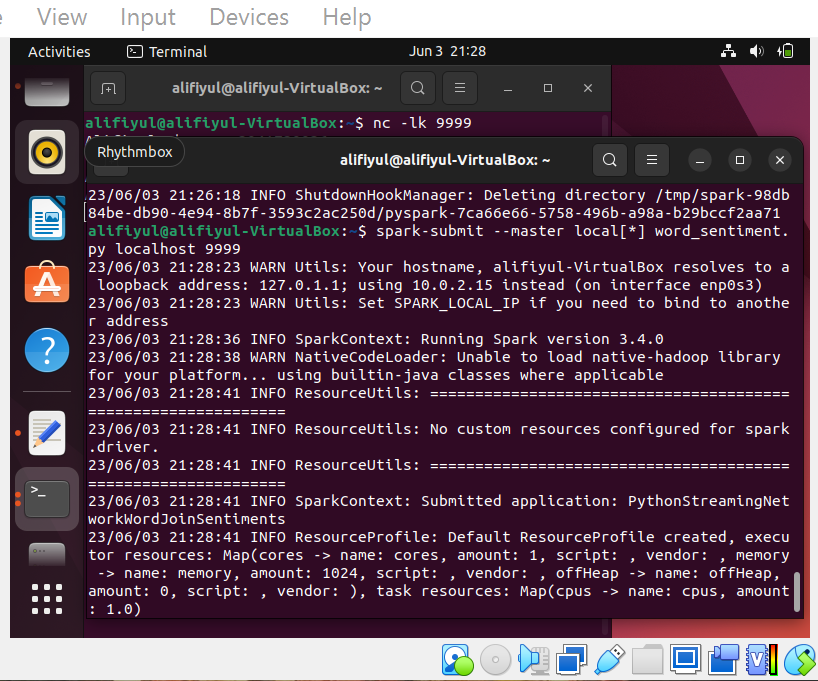 View Input Devices Help
Activities Terminal Jun 3 21:28
alifiyul@alifiyul-VirtualBox: ~
alifiyul@alifiyul-VirtualBox:~$ nc -lk 9999
Rhythmbox
alifiyul@alifiyul-VirtualBox: ~
23/06/03 21:26:18 INFO ShutdownHookManager: Deleting directory /tmp/spark-98db
84be-db90-4e94-8b7f-3593c2ac250d/pyspark-7ca66e66-5758-496b-a98a-b29bccf2aa71
alifiyul@alifiyul-VirtualBox:~$ spark-submit --master local[*] word_sentiment.
py localhost 9999
23/06/03 21:28:23 WARN Utils: Your hostname, alifiyul-VirtualBox resolves to a
loopback address: 127.0.1.1; using 10.0.2.15 instead (on interface enp0s3)
23/06/03 21:28:23 WARN Utils: Set SPARK_LOCAL_IP if you need to bind to anothe
r address
23/06/03 21:28:36 INFO SparkContext: Running Spark version 3.4.0
23/06/03 21:28:38 WARN NativeCodeLoader: Unable to load native-hadoop library
for your platform... using builtin-java classes where applicable
23/06/03 21:28:41 INFO ResourceUtils: ========================================
======================
23/06/03 21:28:41 INFO ResourceUtils: No custom resources configured for spark
.driver.
23/06/03 21:28:41 INFO ResourceUtils: ========================================
======================
23/06/03 21:28:41 INFO SparkContext: Submitted application: PythonStreamingNet
workWordJoinSentiments
23/06/03 21:28:41 INFO ResourceProfile: Default ResourceProfile created, execu
tor resources: Map(cores -> name: cores, amount: 1, script: , vendor: , memory
-> name: memory, amount: 1024, script: , vendor: , offHeap -> name: offHeap,
amount: 0, script: , vendor: ), task resources: Map(cpus -> name: cpus, amount
: 1.0)